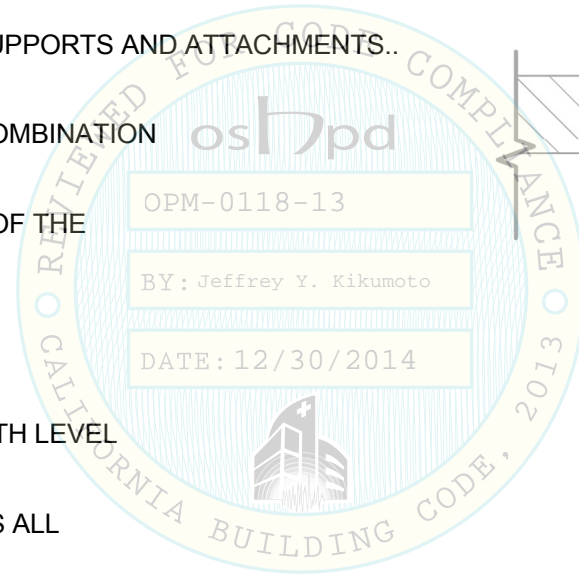 UPPORTS AND ATTACHMENTS..
OMBINATION
OF THE
TH LEVEL
S ALL
REVIEWED FOR CODE COMPLIANCE
oshpd
OPM-0118-13
BY: Jeffrey Y. Kikumoto
DATE: 12/30/2014
CALIFORNIA BUILDING CODE, 2013